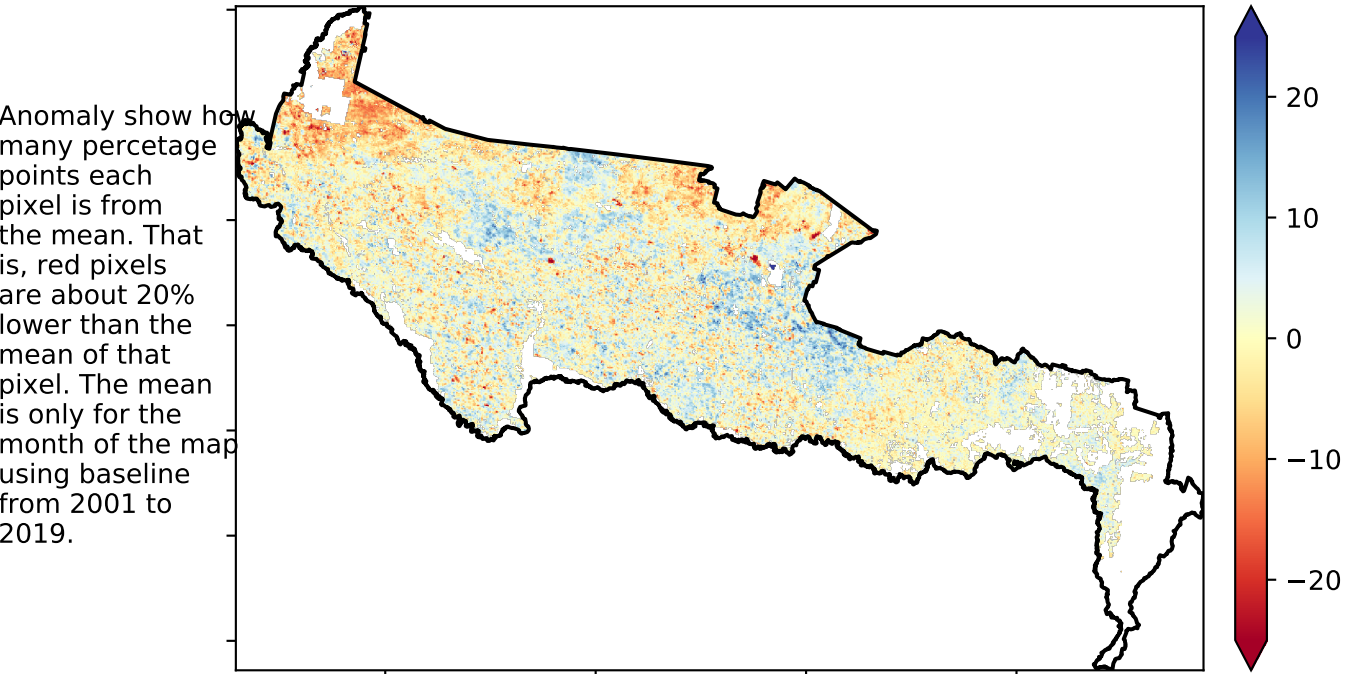 Anomaly show how
many percetage
points each
pixel is from
the mean. That
is, red pixels
are about 20%
lower than the
mean of that
pixel. The mean
is only for the
month of the map
using baseline
from 2001 to
2019.
20
10
0
−10
−20